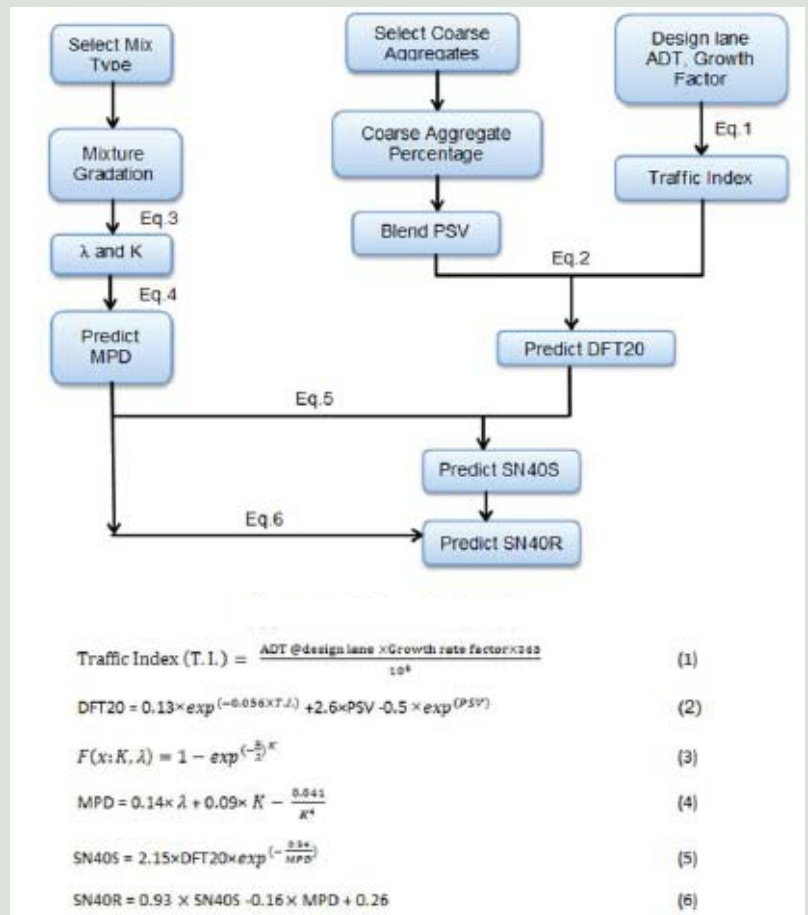 Select Mix
Type
Select Coarse
Aggregates
Design lane
ADT, Growth
Factor
Eq.1
Mixture
Gradation
Coarse Aggregate
Percentage
Traffic Index
Eq.3
λ and K
Blend PSV
Eq.2
Eq.4
Predict
MPD
Predict DFT20
Eq.5
Predict SN40S
Eq.6
Predict SN40R
Traffic Index (T.I.) = ADT @design lane ×Growth rate factor×365 / 10⁶ (1)
DFT20 = 0.13×exp^(-0.056×T.I.) +2.6×PSV -0.5 ×exp^(PSV) (2)
F(x:K,λ) = 1 − exp^(-x/λ)^K (3)
MPD = 0.14× λ + 0.09× K − 0.041/K⁴ (4)
SN40S = 2.15×DFT20×exp^(− /MPD) (5)
SN40R = 0.93 × SN40S -0.16 × MPD + 0.26 (6)